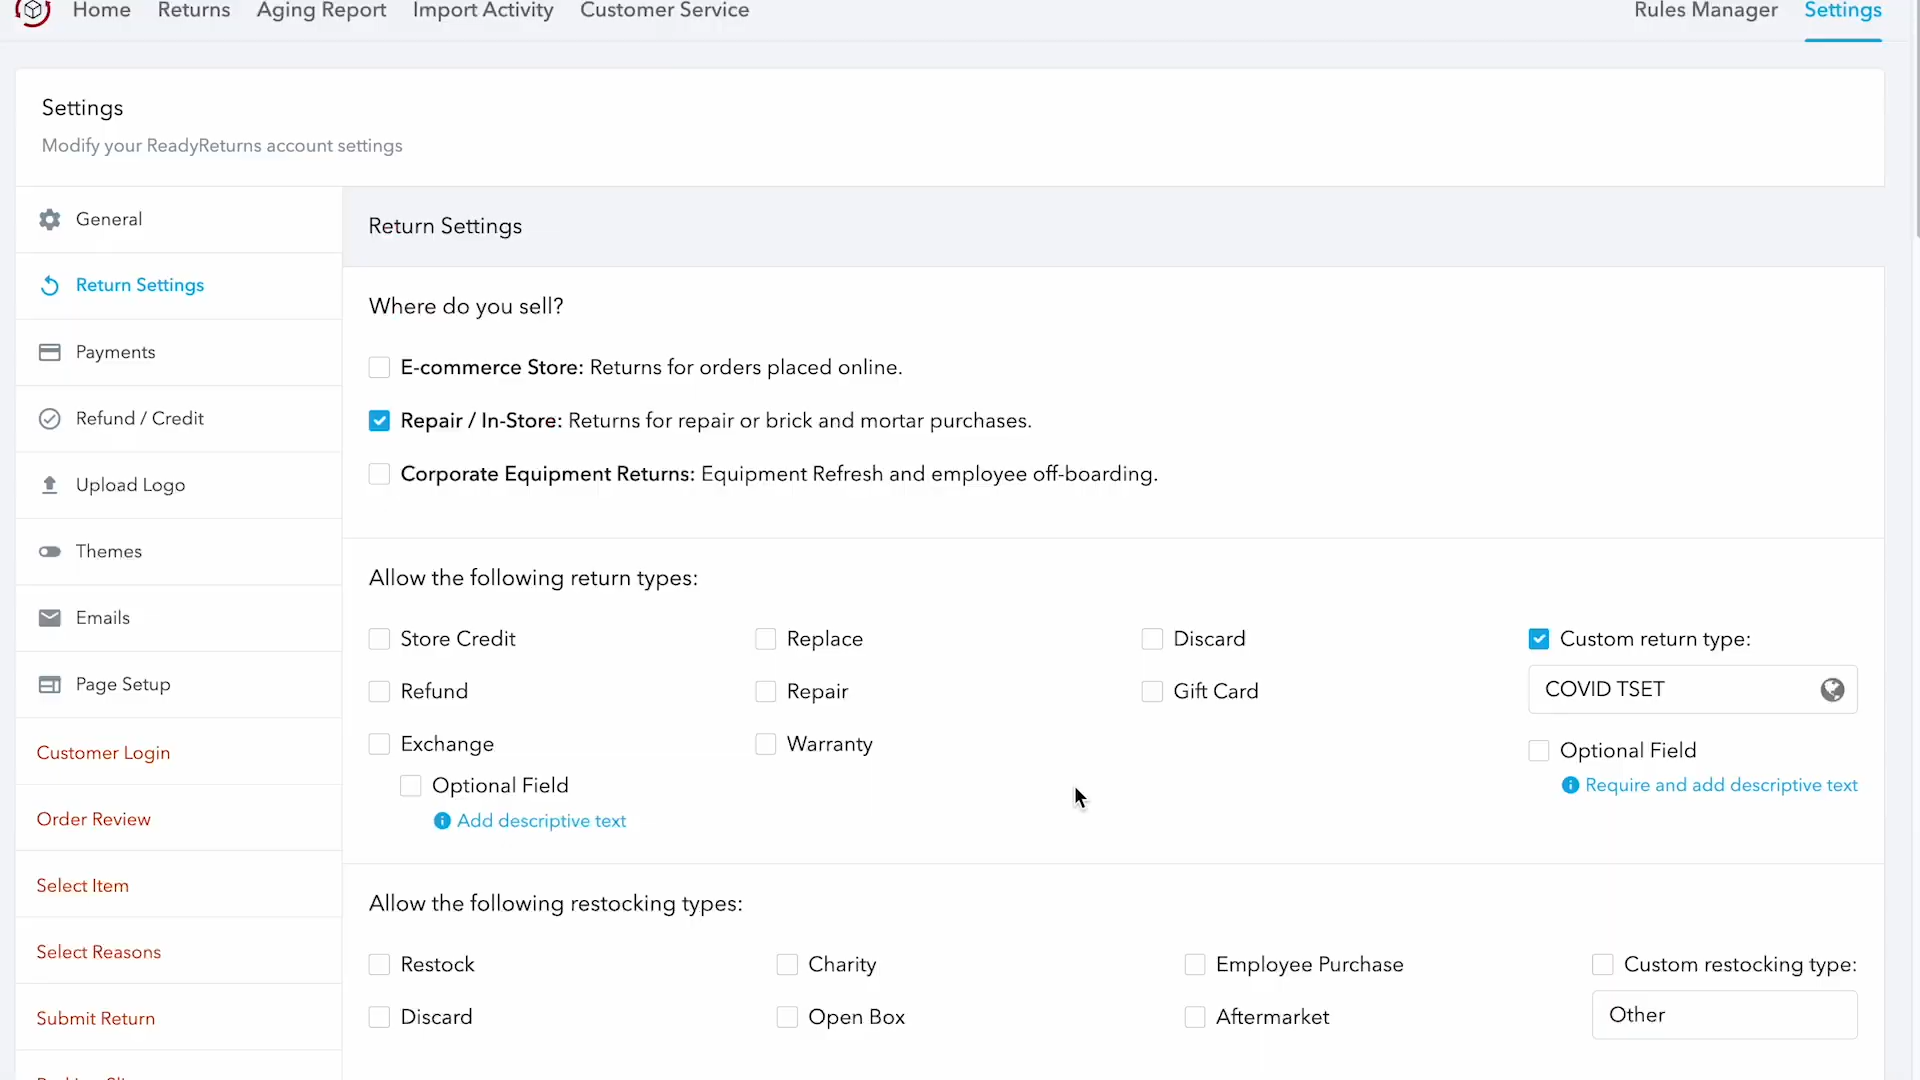 Home Returns Aging Report Import Activity Customer Service Rules Manager Settings
Settings
Modify your ReadyReturns account settings
General
Return Settings
Payments
Refund / Credit
Upload Logo
Themes
Emails
Page Setup
Customer Login
Order Review
Select Item
Select Reasons
Submit Return
Return Settings
Where do you sell?
E-commerce Store: Returns for orders placed online.
Repair / In-Store: Returns for repair or brick and mortar purchases.
Corporate Equipment Returns: Equipment Refresh and employee off-boarding.
Allow the following return types:
Store Credit Replace Discard Custom return type:
Refund Repair Gift Card COVID TSET
Exchange Warranty Optional Field
Optional Field Require and add descriptive text
Add descriptive text
Allow the following restocking types:
Restock Charity Employee Purchase Custom restocking type:
Discard Open Box Aftermarket Other